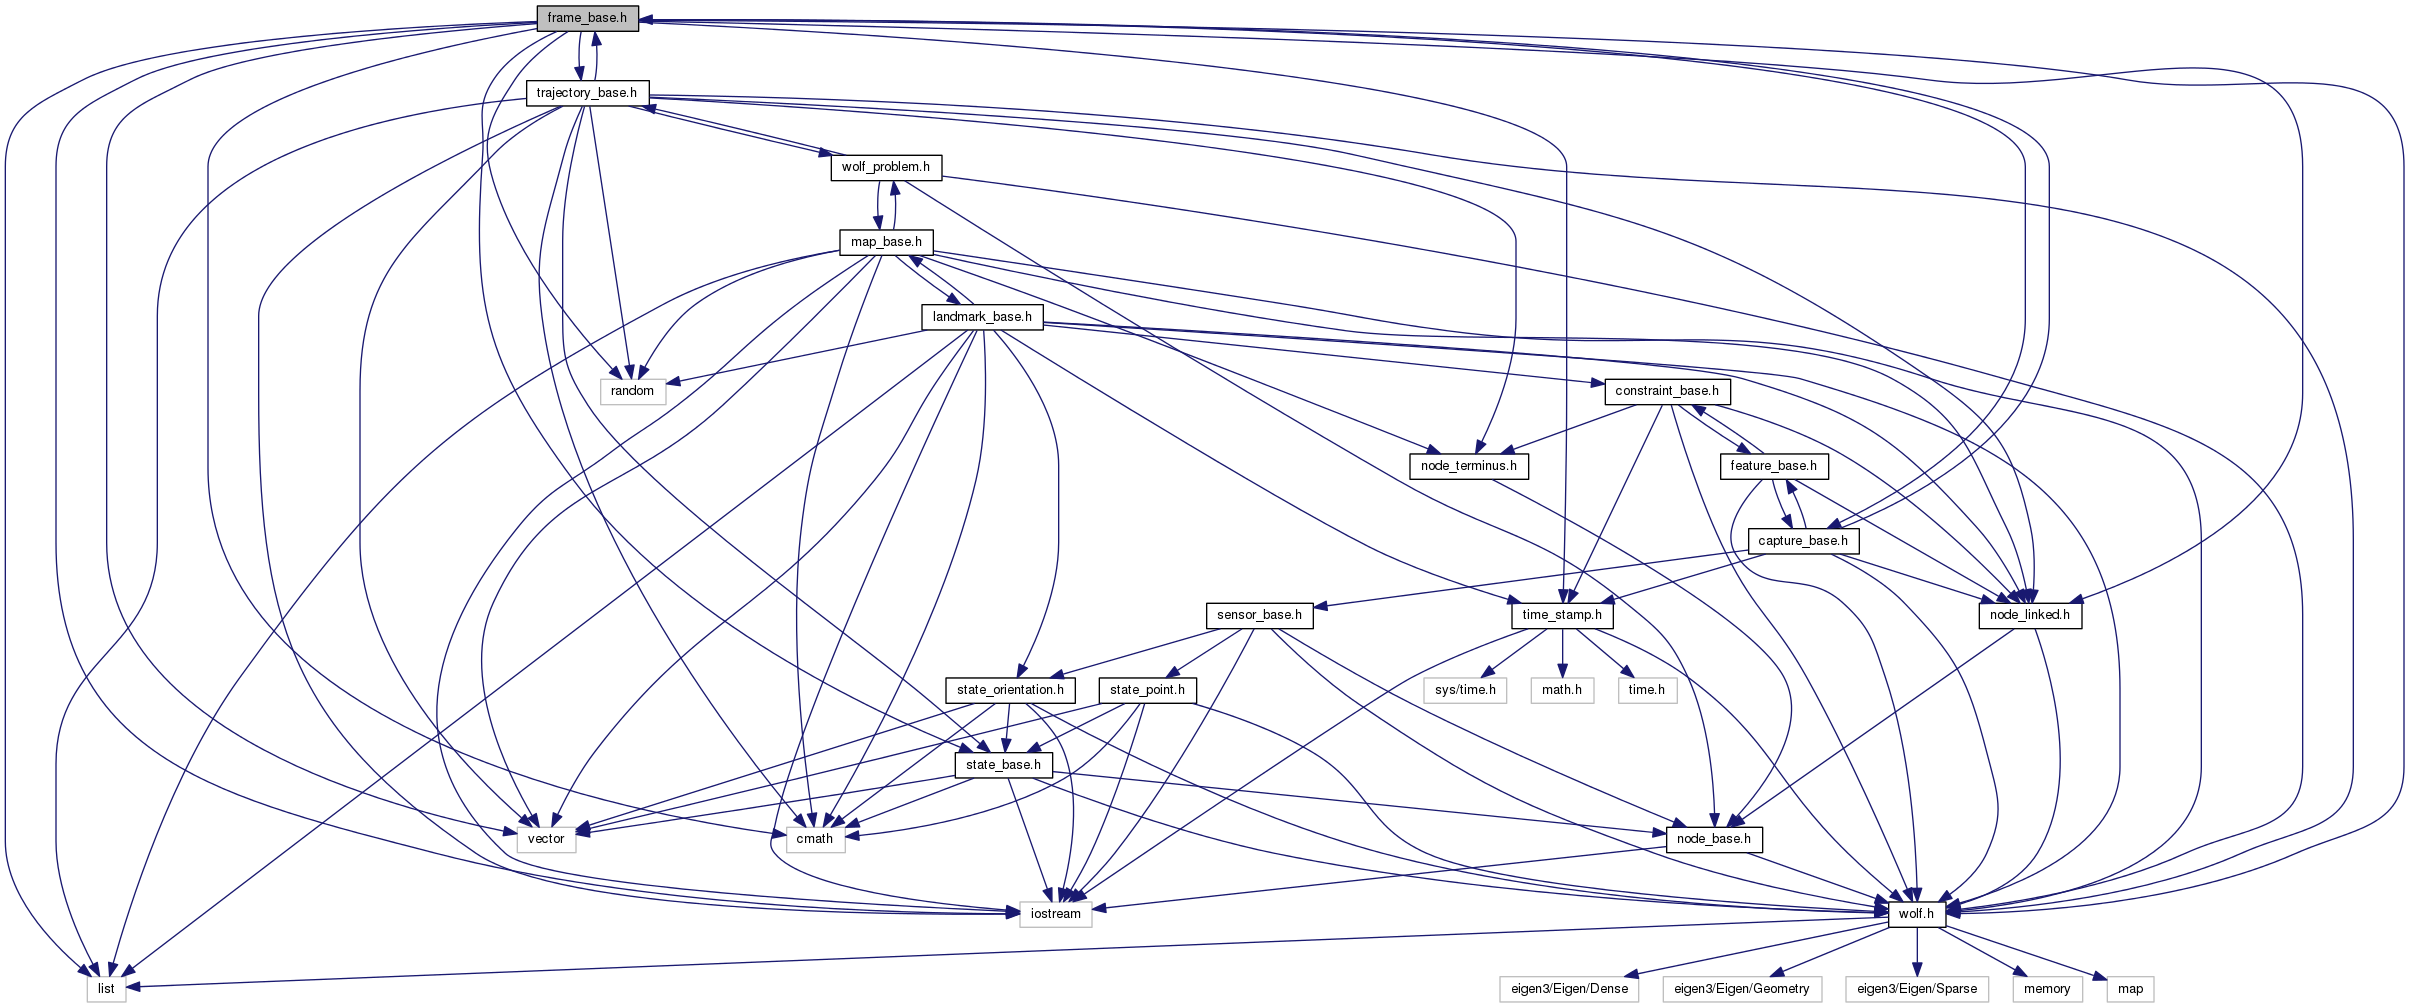 frame_base.h
trajectory_base.h
wolf_problem.h
map_base.h
landmark_base.h
random
constraint_base.h
node_terminus.h
feature_base.h
capture_base.h
sensor_base.h
time_stamp.h
node_linked.h
state_orientation.h
state_point.h
sys/time.h
math.h
time.h
state_base.h
vector
cmath
node_base.h
iostream
wolf.h
list
eigen3/Eigen/Dense
eigen3/Eigen/Geometry
eigen3/Eigen/Sparse
memory
map